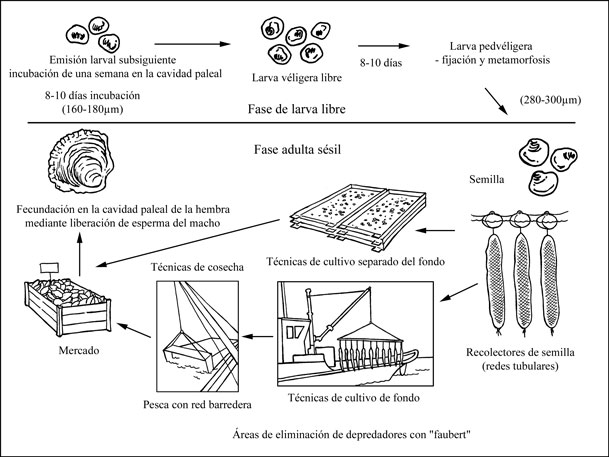 Emisión larval subsiguiente
incubación de una semana en la cavidad paleal
Larva véligera libre
8-10 días
Larva pedvéligera
- fijación y metamorfosis
8-10 días incubación
(160-180µm)
Fase de larva libre
(280-300µm)
Fase adulta sésil
Semilla
Fecundación en la cavidad paleal de la hembra
mediante liberación de esperma del macho
Técnicas de cultivo separado del fondo
Técnicas de cosecha
Mercado
Recolectores de semilla
(redes tubulares)
Pesca con red barredera
Técnicas de cultivo de fondo
Áreas de eliminación de depredadores con "faubert"